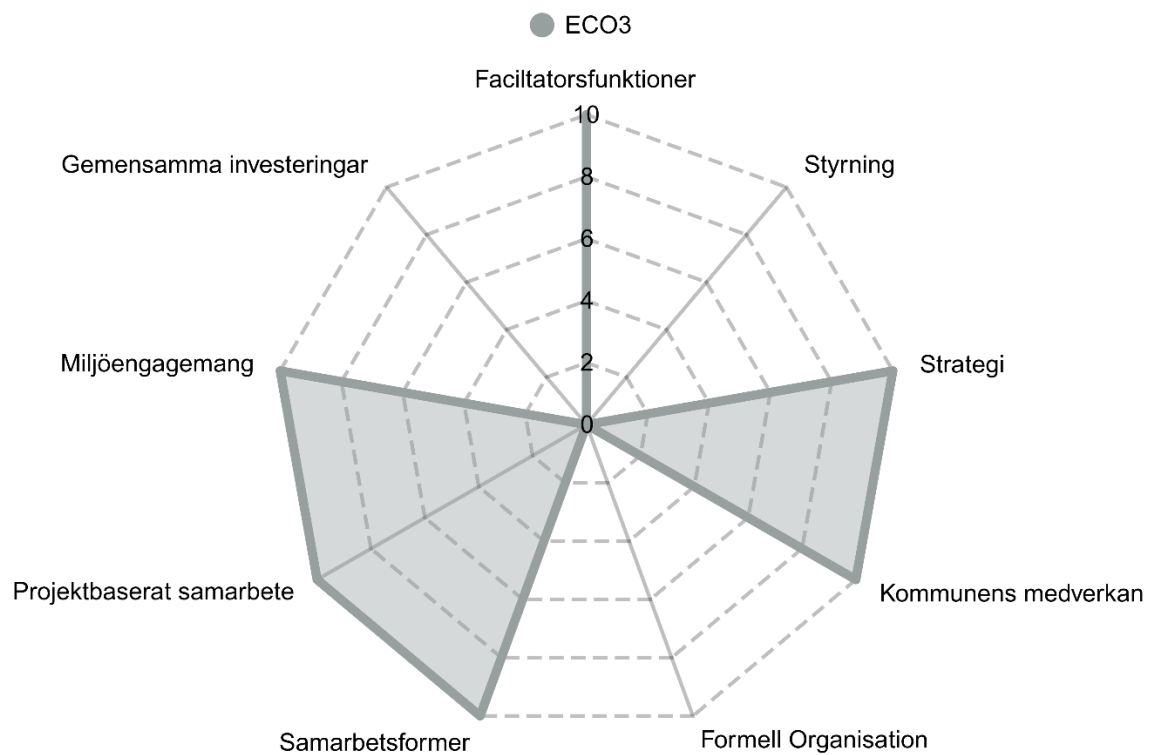 ECO3
Faciltatorsfunktioner
10
Gemensamma investeringar
Styrning
8
6
4
Miljöengagemang
2
Strategi
0
Projektbaserat samarbete
Kommunens medverkan
Samarbetsformer
Formell Organisation